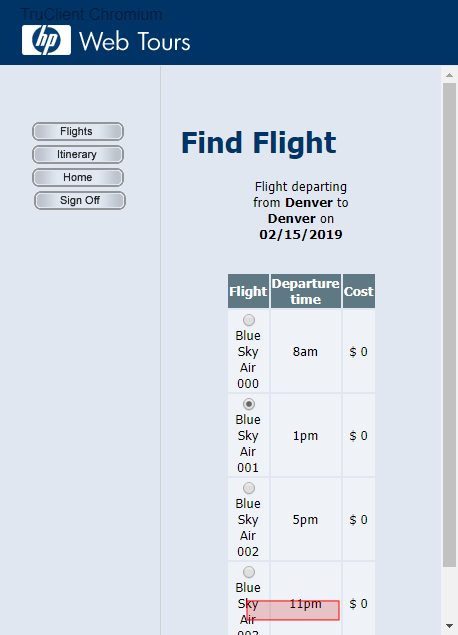 TruClient Chromium
hp
Web Tours
Flights
Itinerary
Home
Sign Off
Find Flight
Flight departing
from Denver to
Denver on
02/15/2019
Flight Departure time Cost
Blue Sky Air 000 8am $ 0
Blue Sky Air 001 1pm $ 0
Blue Sky Air 002 5pm $ 0
Blue Sky Air 11pm $ 0